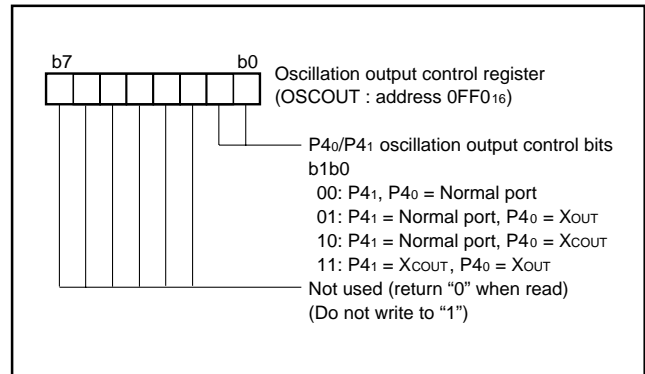 b7 b0
Oscillation output control register
(OSCOUT : address 0FF0₁₆)
P4₀/P4₁ oscillation output control bits
b1b0
00: P4₁, P4₀ = Normal port
01: P4₁ = Normal port, P4₀ = XOUT
10: P4₁ = Normal port, P4₀ = XCOUT
11: P4₁ = XCOUT, P4₀ = XOUT
Not used (return “0” when read)
(Do not write to “1”)